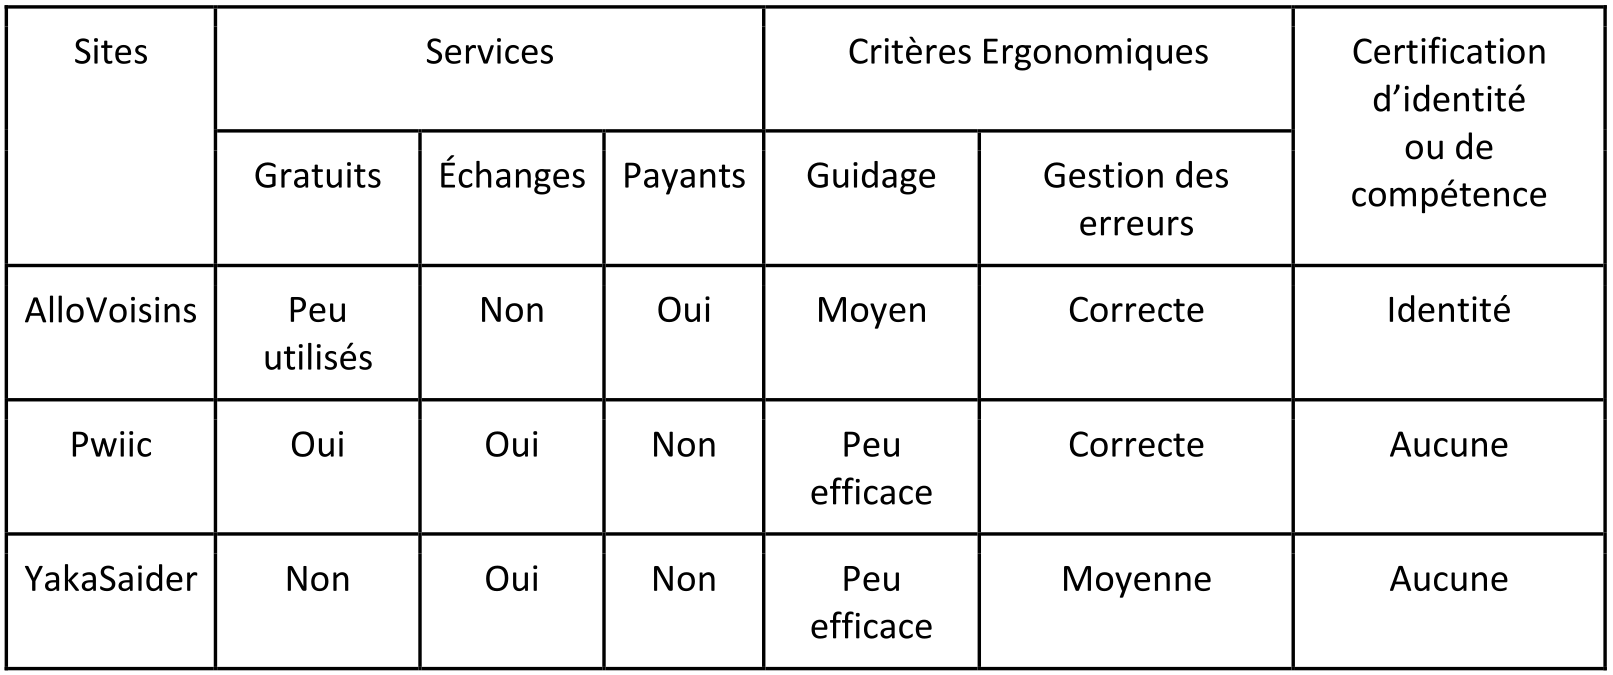 Sites
Services
Critères Ergonomiques
Certification
d’identité
ou de
compétence
Gratuits
Échanges
Payants
Guidage
Gestion des
erreurs
AlloVoisins
Peu
utilisés
Non
Oui
Moyen
Correcte
Identité
Pwiic
Oui
Oui
Non
Peu
efficace
Correcte
Aucune
YakaSaider
Non
Oui
Non
Peu
efficace
Moyenne
Aucune